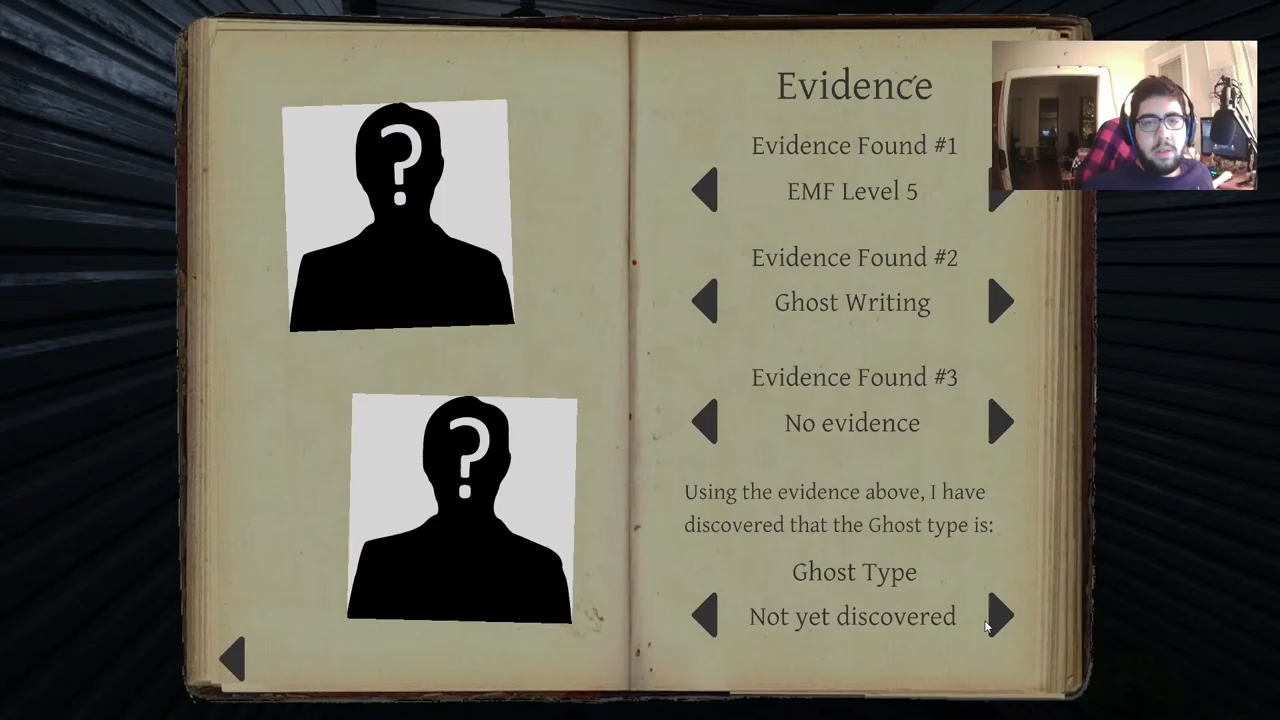 ?
?
Evidence
Evidence Found #1
EMF Level 5
Evidence Found #2
Ghost Writing
Evidence Found #3
No evidence
Using the evidence above, I have
discovered that the Ghost type is:
Ghost Type
Not yet discovered